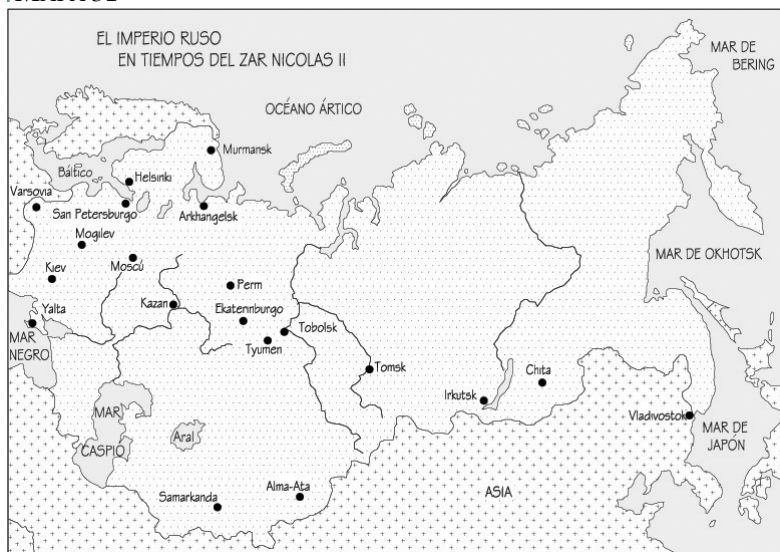 EL IMPERIO RUSO
EN TIEMPOS DEL ZAR NICOLAS II
MAR DE
BERING
OCÉANO ÁRTICO
Murmansk
Báltico
Helsinki
Varsovia
San Petersburgo
Arkhangelsk
Mogilev
Moscú
MAR DE OKHOTSK
Kiev
Perm
Kazan
Ekaterinburgo
Yalta
Tobolsk
MAR
NEGRO
Tyumen
Tomsk
Chita
Irkutsk
Vladivostok
MAR
CASPIO
Aral
MAR DE
JAPÓN
Samarkanda
Alma-Ata
ASIA